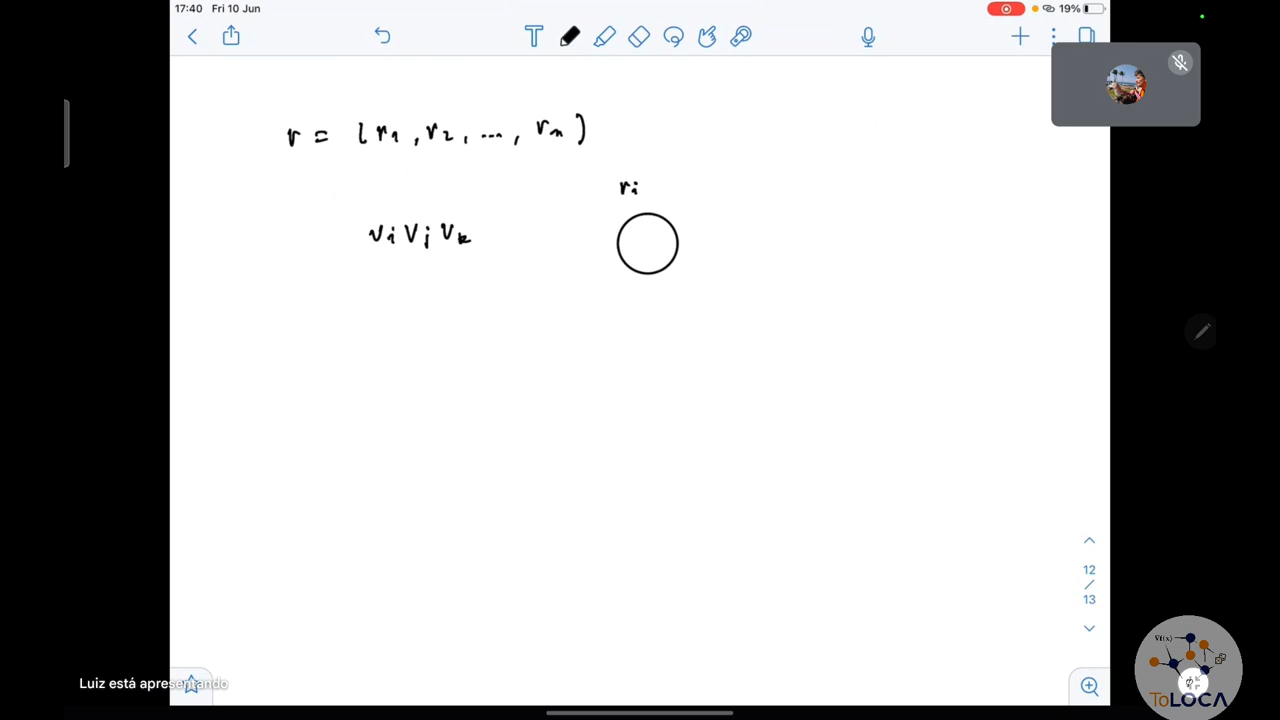 17:40 Fri 10 Jun
19%
T
r = (r1, r2, ..., rn)
ri
vi vj vk
12
/
13
∇f(x)
Luiz está apresentando
ToLOCA